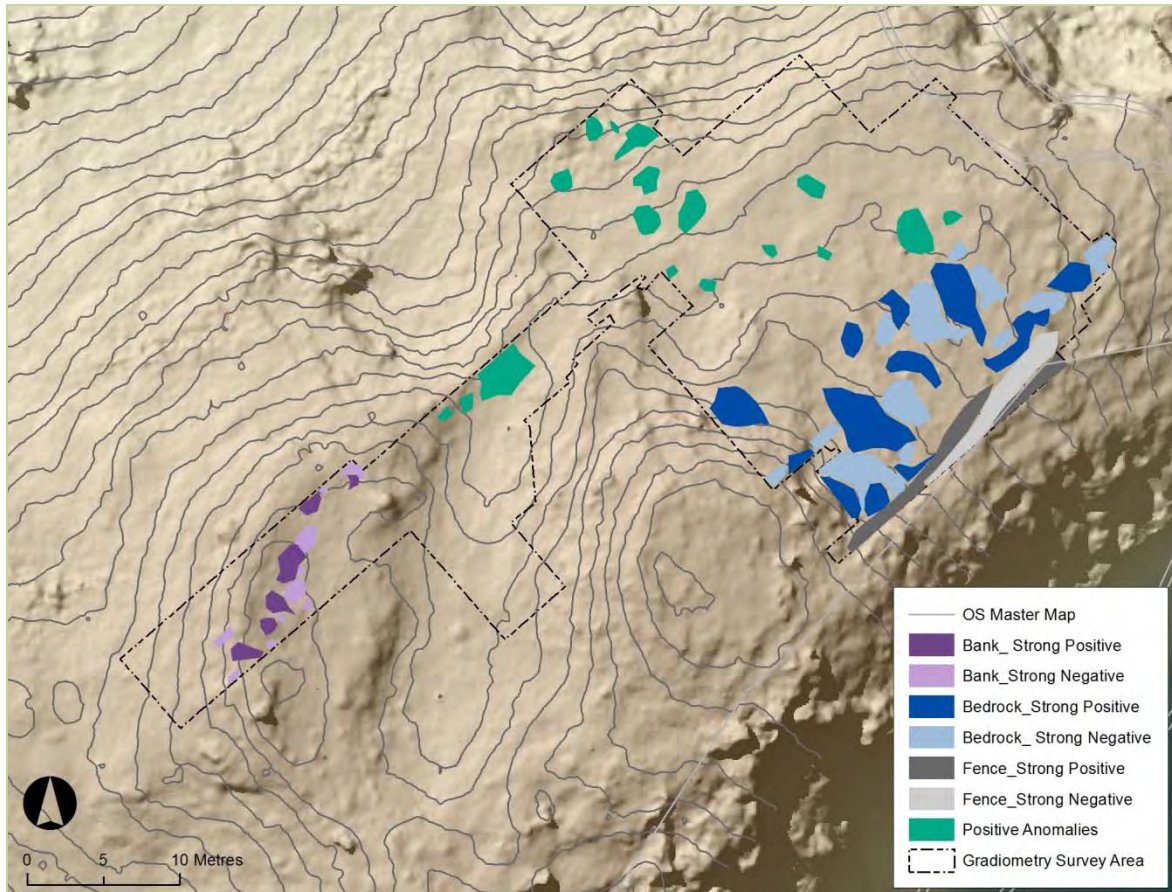 OS Master Map
Bank_ Strong Positive
Bank_Strong Negative
Bedrock_Strong Positive
Bedrock_ Strong Negative
Fence_Strong Positive
Fence_Strong Negative
Positive Anomalies
Gradiometry Survey Area
0 5 10 Metres